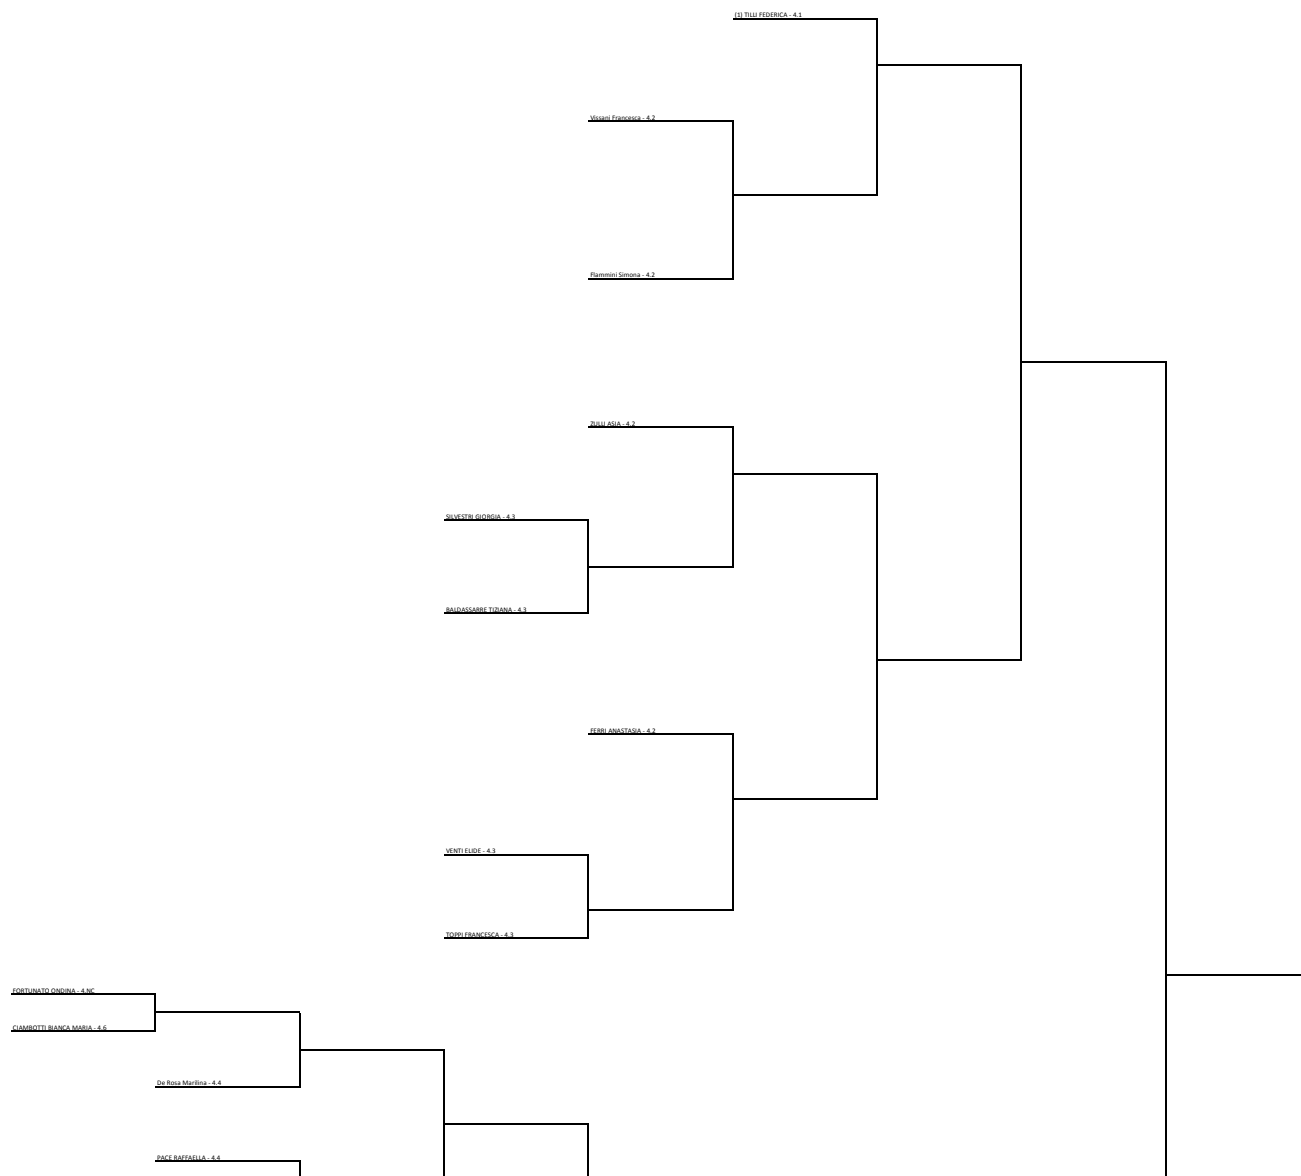 (1) TILLI FEDERICA - 4.1
Vissani Francesca - 4.2
Flammini Simona - 4.2
ZULLI ASIA - 4.2
SILVESTRI GIORGIA - 4.3
BALDASSARRE TIZIANA - 4.3
FERRI ANASTASIA - 4.2
VENTI ELIDE - 4.3
TOPPI FRANCESCA - 4.3
FORTUNATO ONDINA - 4.NC
CIAMBOTTI BIANCA MARIA - 4.6
De Rosa Marilina - 4.4
PACE RAFFAELLA - 4.4